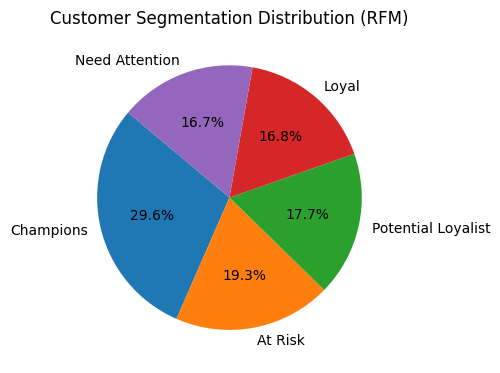 Customer Segmentation Distribution (RFM)
Need Attention
Loyal
16.7%
16.8%
Champions
29.6%
17.7%
Potential Loyalist
19.3%
At Risk